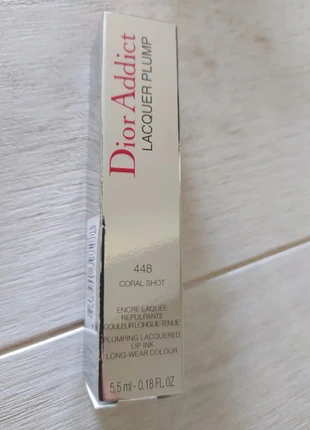 Dior Addict
LACQUER PLUMP
448
CORAL SHOT
ENCRE LAQUÉE
REPULPANTE
COULEUR LONGUE-TENUE
PLUMPING LACQUERED
LIP INK
LONG-WEAR COLOUR
5.5 ml - 0.18 FL.OZ